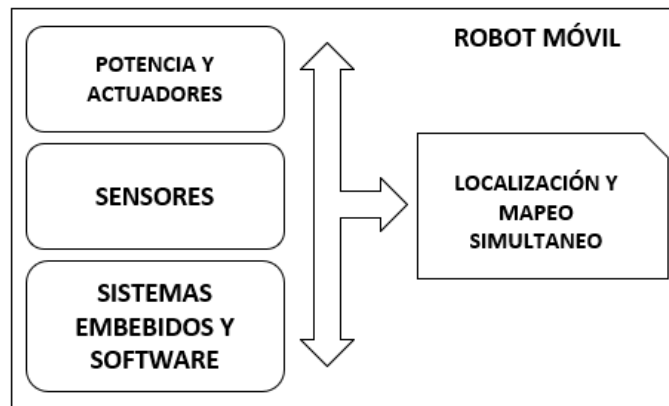 ROBOT MÓVIL
POTENCIA Y
ACTUADORES
SENSORES
SISTEMAS
EMBEBIDOS Y
SOFTWARE
LOCALIZACIÓN Y
MAPEO
SIMULTANEO